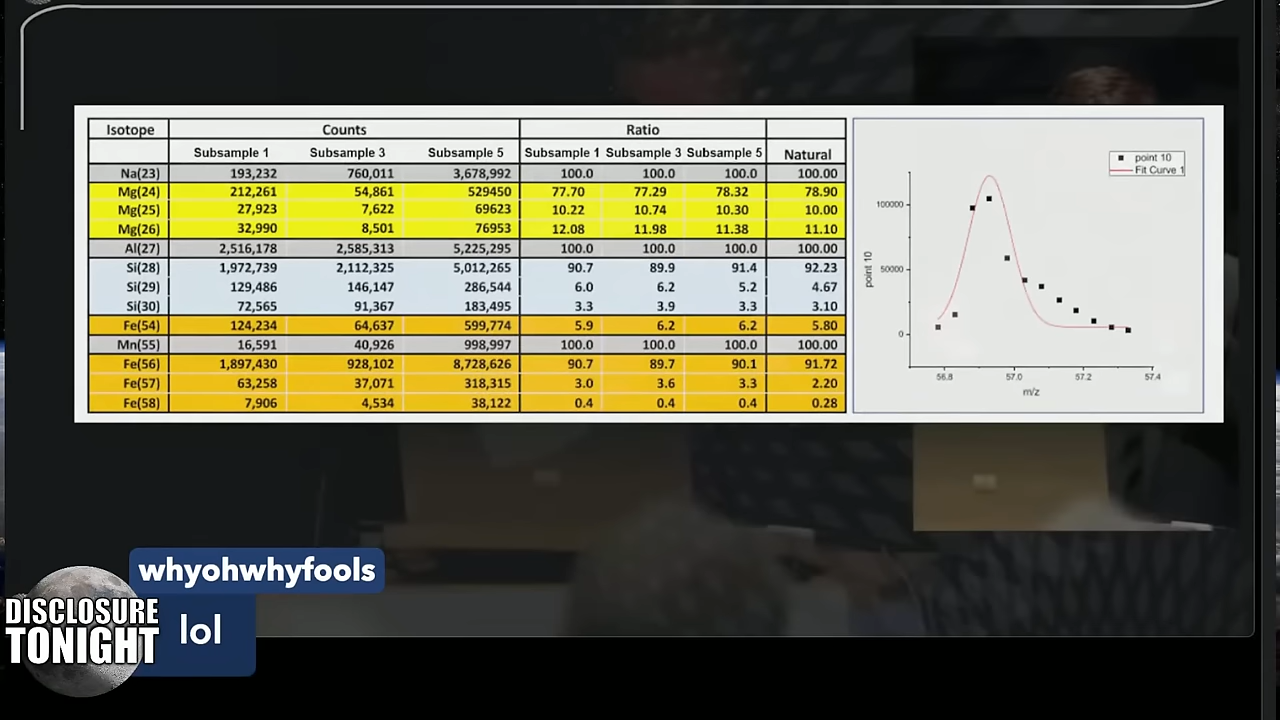 Isotope Counts Ratio
Subsample 1 Subsample 3 Subsample 5 Subsample 1 Subsample 3 Subsample 5 Natural
Na(23) 193,232 760,011 3,678,992 100.0 100.0 100.0 100.00
Mg(24) 212,261 54,861 529450 77.70 77.29 78.32 78.90
Mg(25) 27,923 7,622 69623 10.22 10.74 10.30 10.00
Mg(26) 32,990 8,501 76953 12.08 11.98 11.38 11.10
Al(27) 2,516,178 2,585,313 5,225,295 100.0 100.0 100.0 100.00
Si(28) 1,972,739 2,112,325 5,012,265 90.7 89.9 91.4 92.23
Si(29) 129,486 146,147 286,544 6.0 6.2 5.2 4.67
Si(30) 72,565 91,367 183,495 3.3 3.9 3.3 3.10
Fe(54) 124,234 64,637 599,774 5.9 6.2 6.2 5.80
Mn(55) 16,591 40,926 998,997 100.0 100.0 100.0 100.00
Fe(56) 1,897,430 928,102 8,728,626 90.7 89.7 90.1 91.72
Fe(57) 63,258 37,071 318,315 3.0 3.6 3.3 2.20
Fe(58) 7,906 4,534 38,122 0.4 0.4 0.4 0.28
point 10
Fit Curve 1
100000
50000
0
point 10
56.8 57.0 57.2 57.4
m/z
whyohwhyfools
lol
DISCLOSURE
TONIGHT